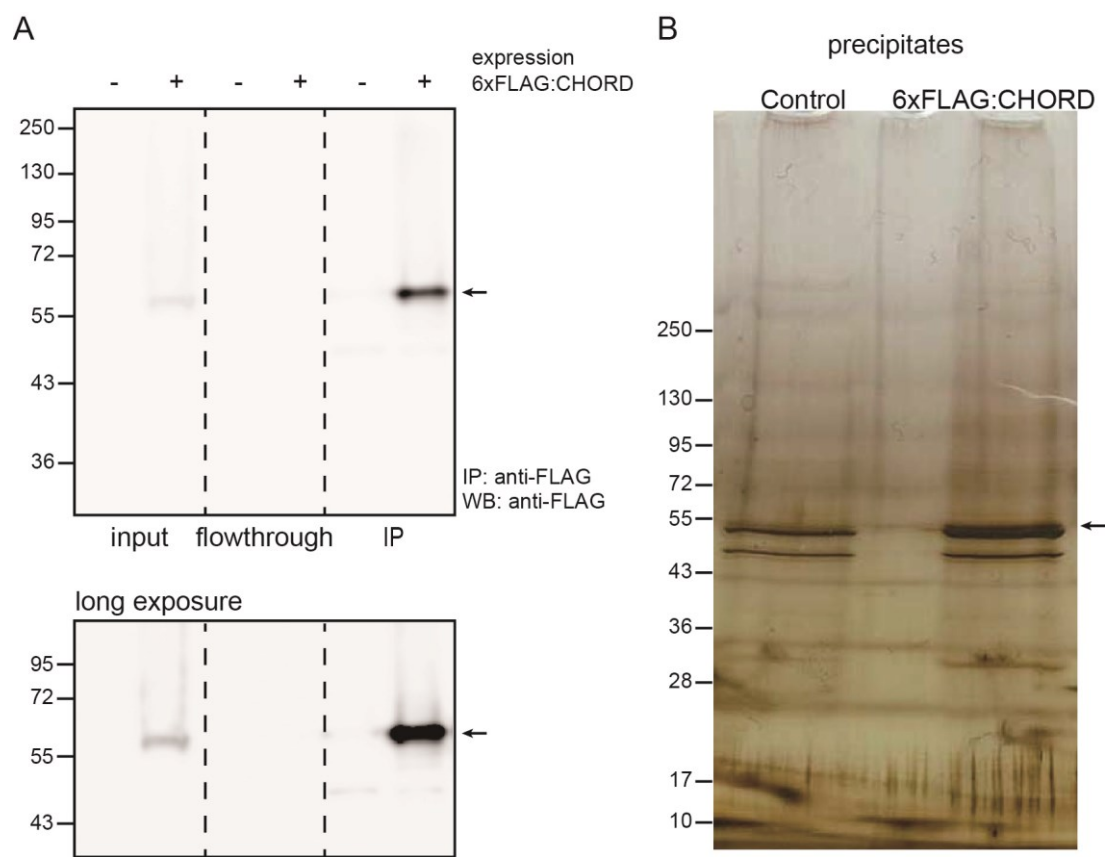 A
expression
- + - + - + 6xFLAG:CHORD
250
130
95
72
55
43
36
IP: anti-FLAG
WB: anti-FLAG
input flowthrough IP
long exposure
95
72
55
43
B
precipitates
Control 6xFLAG:CHORD
250
130
95
72
55
43
36
28
17
10